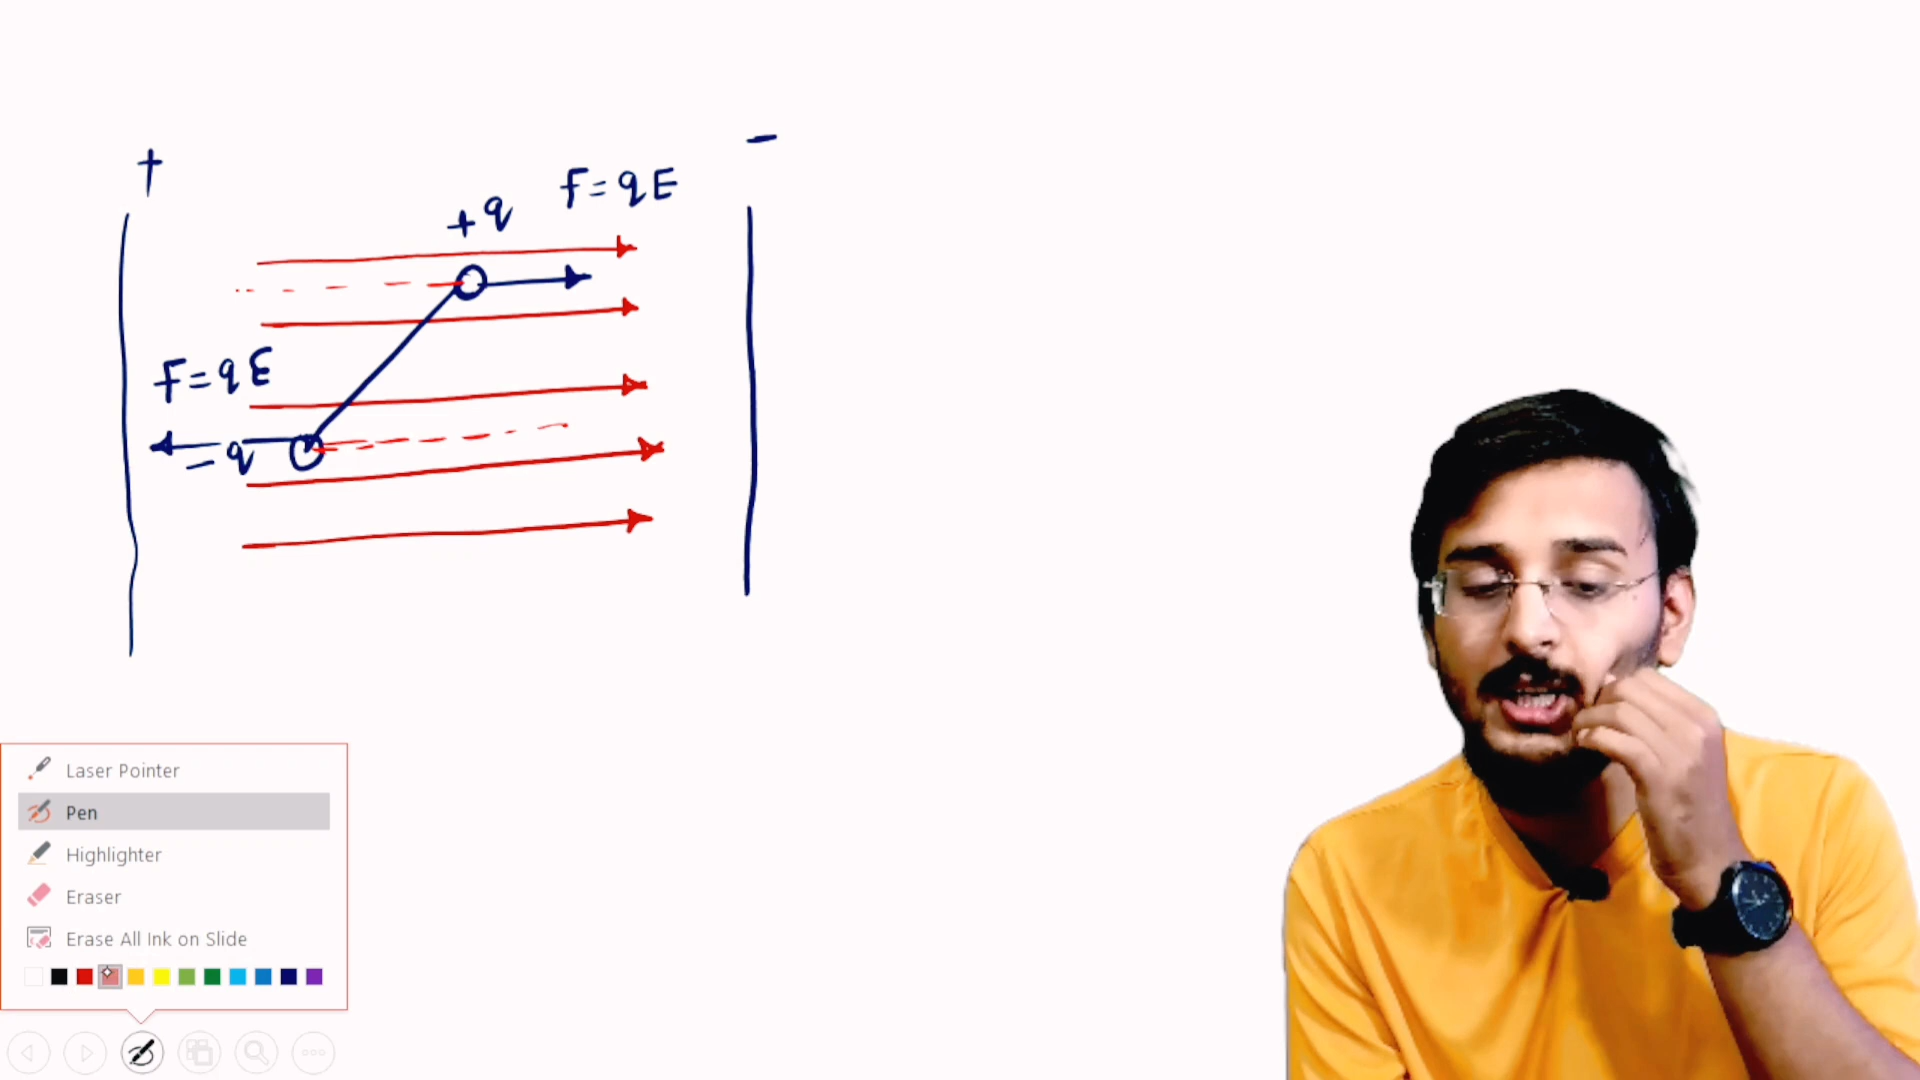 +
-
F=qE
+q
F=qE
-q
Laser Pointer
Pen
Highlighter
Eraser
Erase All Ink on Slide